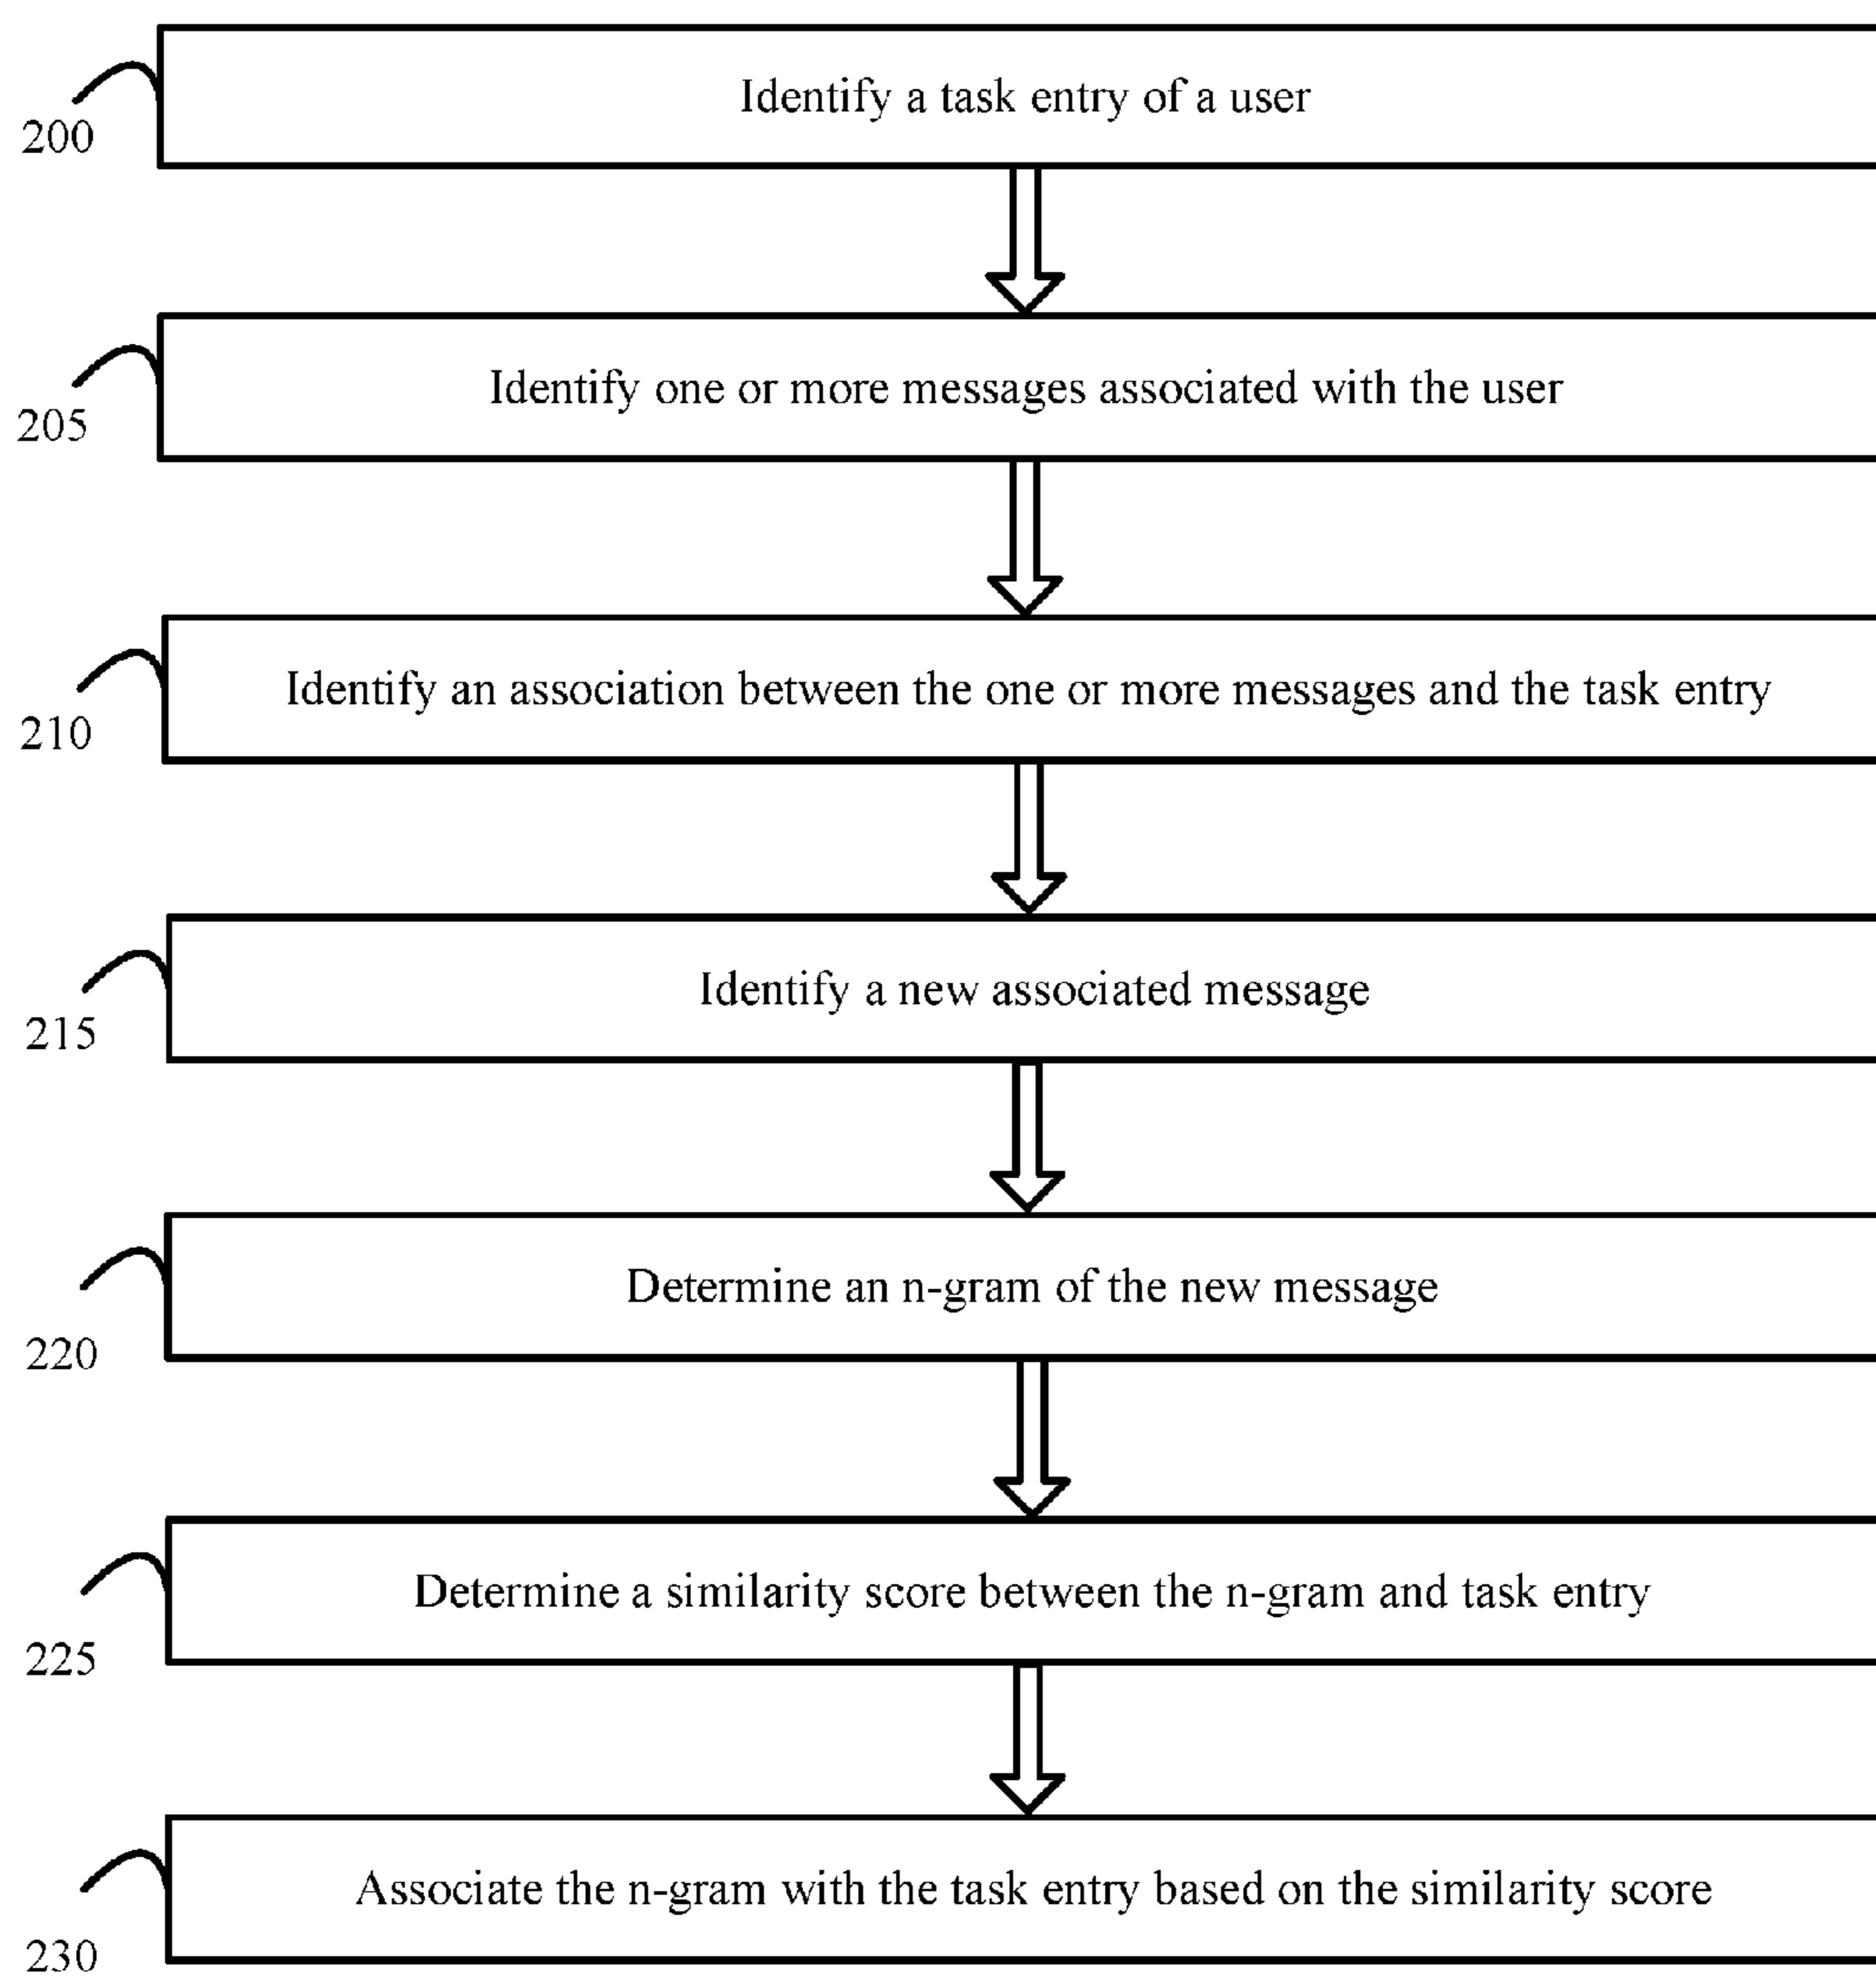 Identify a task entry of a user
200
Identify one or more messages associated with the user
205
Identify an association between the one or more messages and the task entry
210
Identify a new associated message
215
Determine an n-gram of the new message
220
Determine a similarity score between the n-gram and task entry
225
Associate the n-gram with the task entry based on the similarity score
230